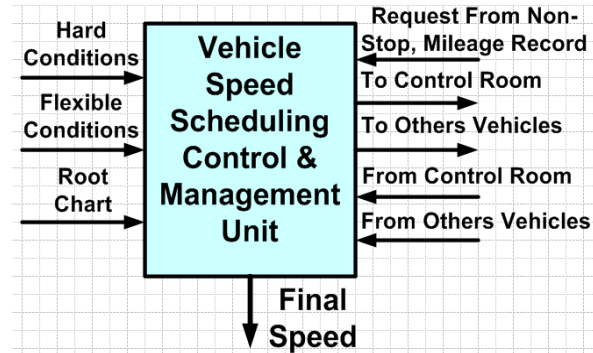 Hard
Conditions
Flexible
Conditions
Root
Chart
Vehicle
Speed
Scheduling
Control &
Management
Unit
Request From Non-
Stop, Mileage Record
To Control Room
To Others Vehicles
From Control Room
From Others Vehicles
Final
Speed